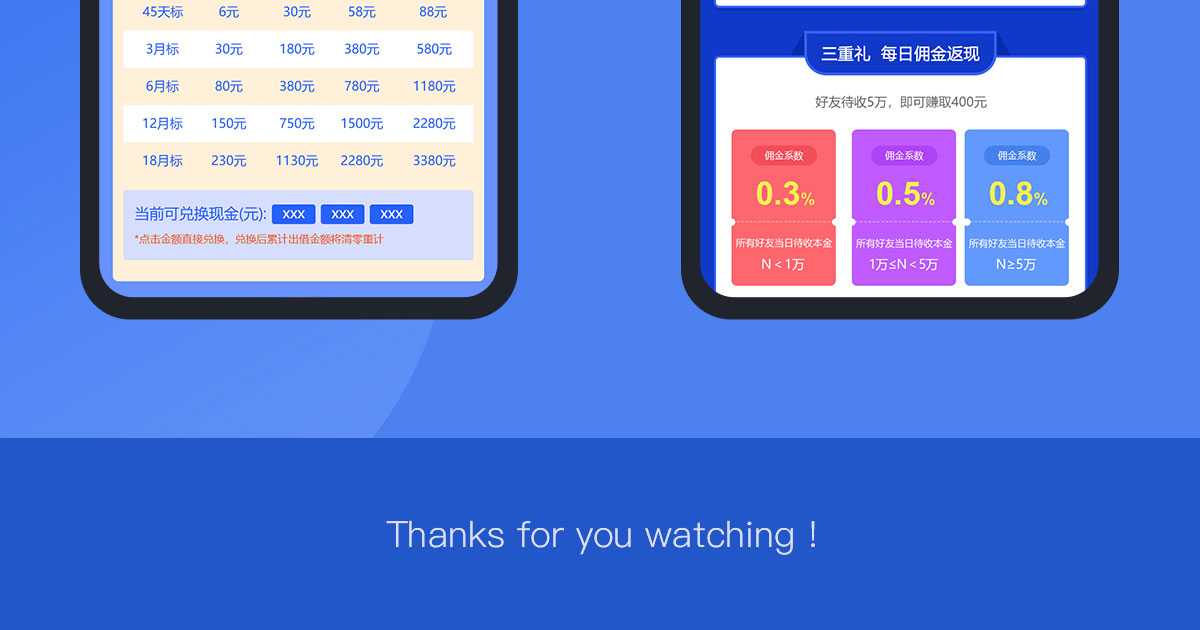 45天标 6元 30元 58元 88元
3月标 30元 180元 380元 580元
6月标 80元 380元 780元 1180元
12月标 150元 750元 1500元 2280元
18月标 230元 1130元 2280元 3380元
当前可兑换现金(元): XXX XXX XXX
*点击金额直接兑换，兑换后累计出借金额将清零重计
三重礼 每日佣金返现
好友待收5万，即可赚取400元
佣金系数
0.3%
所有好友当日待收本金
N＜1万
佣金系数
0.5%
所有好友当日待收本金
1万≤N＜5万
佣金系数
0.8%
所有好友当日待收本金
N≥5万
Thanks for you watching !